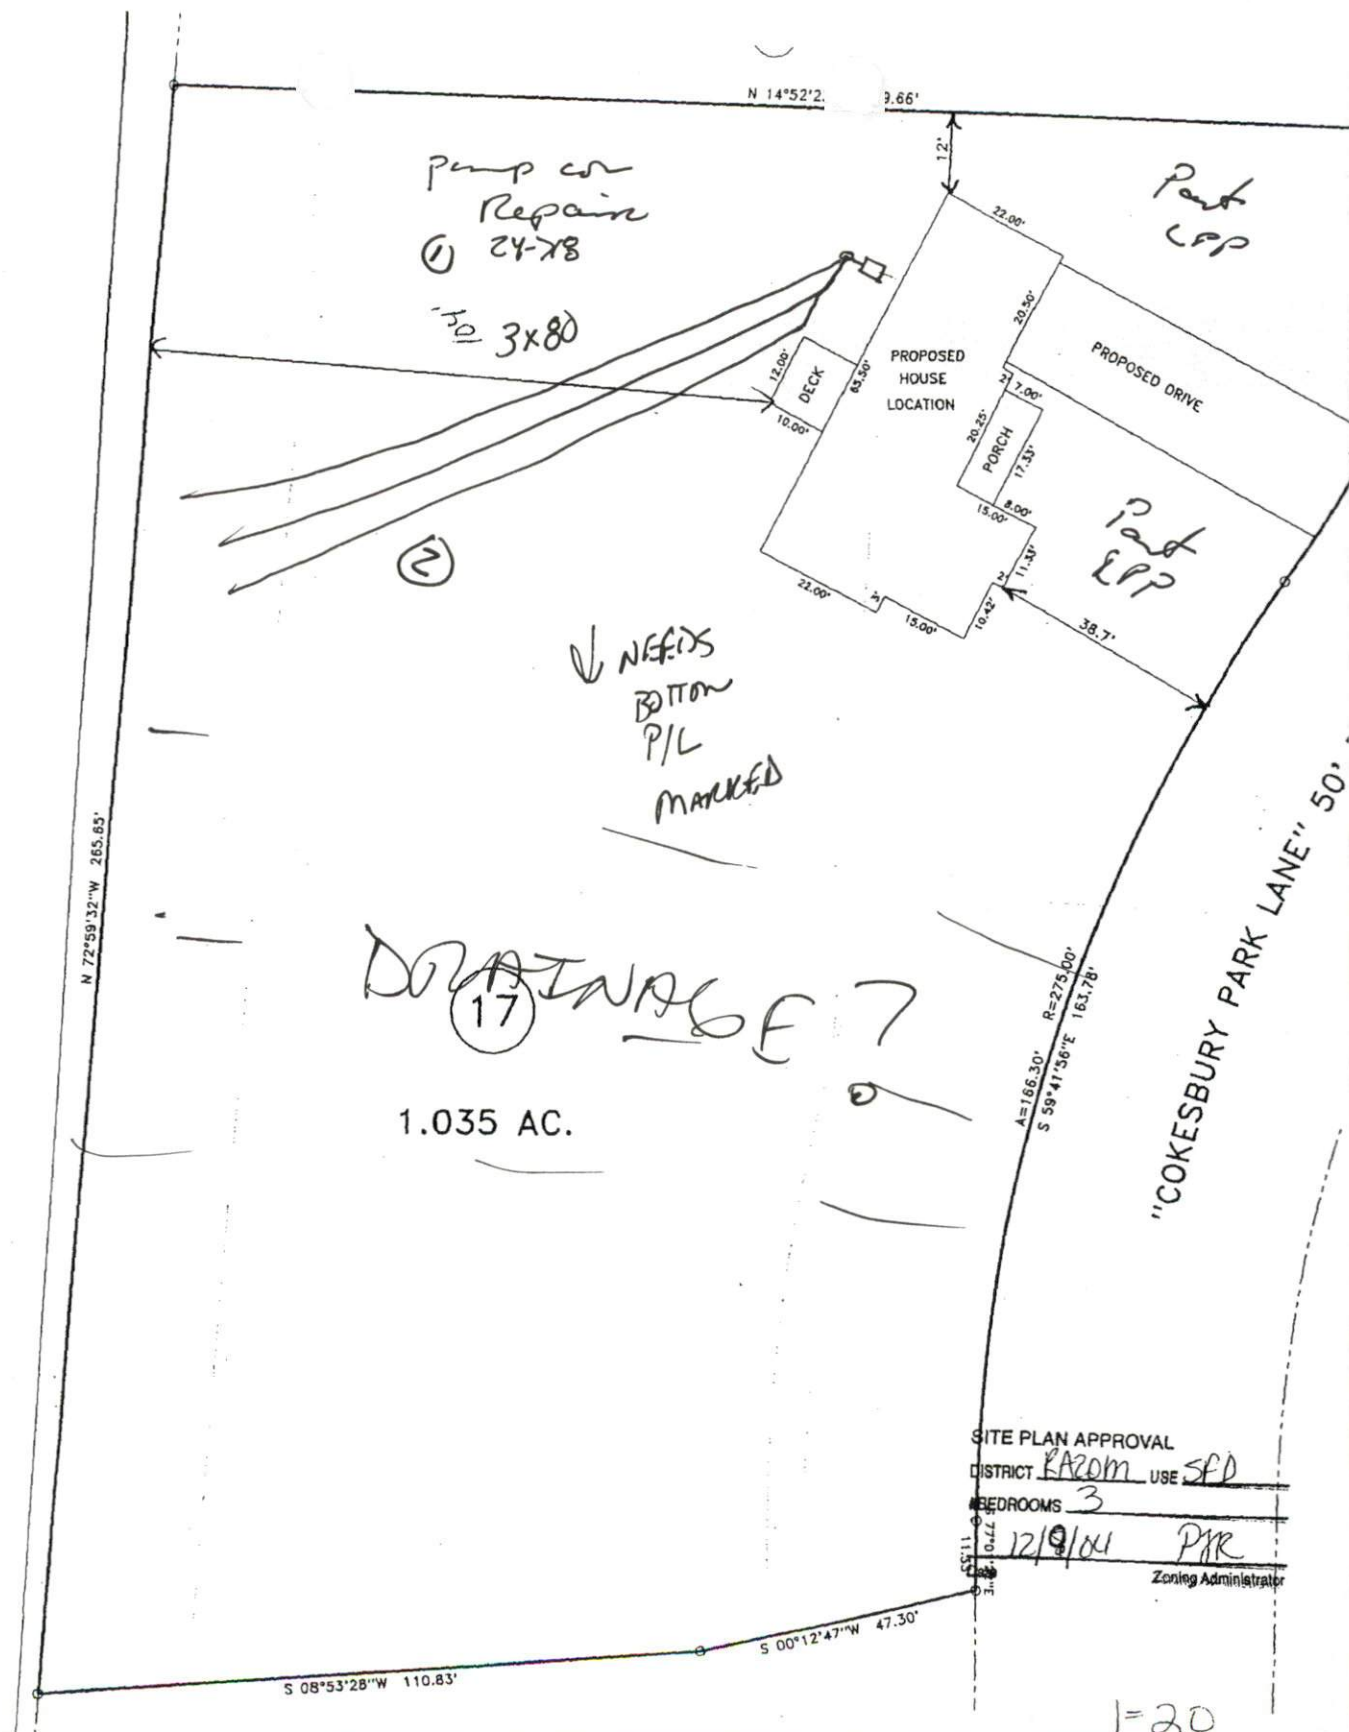 N 14°52'2
9.66'
12'
Pump con
Repair
① 24-78
3x80
Part
LPP
22.00'
20.50'
PROPOSED DRIVE
PROPOSED
HOUSE
LOCATION
65.50'
12.00'
DECK
10.00'
2'
7.00'
20.25'
PORCH
17.33'
8.00'
15.00'
11.33'
2'
10.42'
15.00'
22.00'
38.7'
Part
LPP
②
↓ NEEDS
BOTTOM
P/L
MARKED
N 72°59'32"W 265.65'
DRAINAGE?
17
1.035 AC.
A=166.30' R=275.00'
S 59°41'56"E 163.78'
"COKESBURY PARK LANE" 50'
SITE PLAN APPROVAL
DISTRICT RA20M USE SFD
#BEDROOMS 3
12/9/04 PJR
Zoning Administrator
S 00°12'47"W 47.30'
S 08°53'28"W 110.83'
1=20